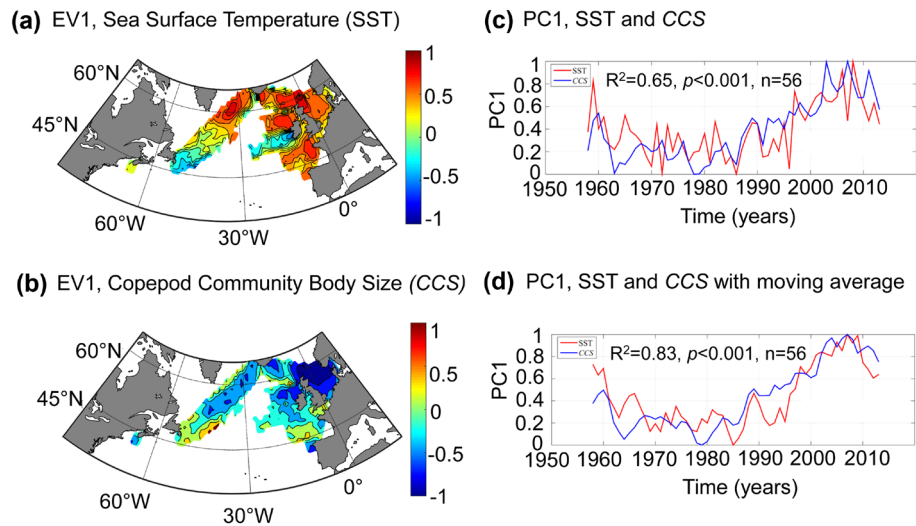 (a) EV1, Sea Surface Temperature (SST)
60°N
45°N
60°W
30°W
0°
1
0.5
0
-0.5
-1
(c) PC1, SST and CCS
SST
CCS
R²=0.65, p<0.001, n=56
PC1
1
0.8
0.6
0.4
0.2
0
1950 1960 1970 1980 1990 2000 2010
Time (years)
(b) EV1, Copepod Community Body Size (CCS)
60°N
45°N
60°W
30°W
0°
1
0.5
0
-0.5
-1
(d) PC1, SST and CCS with moving average
SST
CCS
R²=0.83, p<0.001, n=56
PC1
1
0.8
0.6
0.4
0.2
0
1950 1960 1970 1980 1990 2000 2010
Time (years)